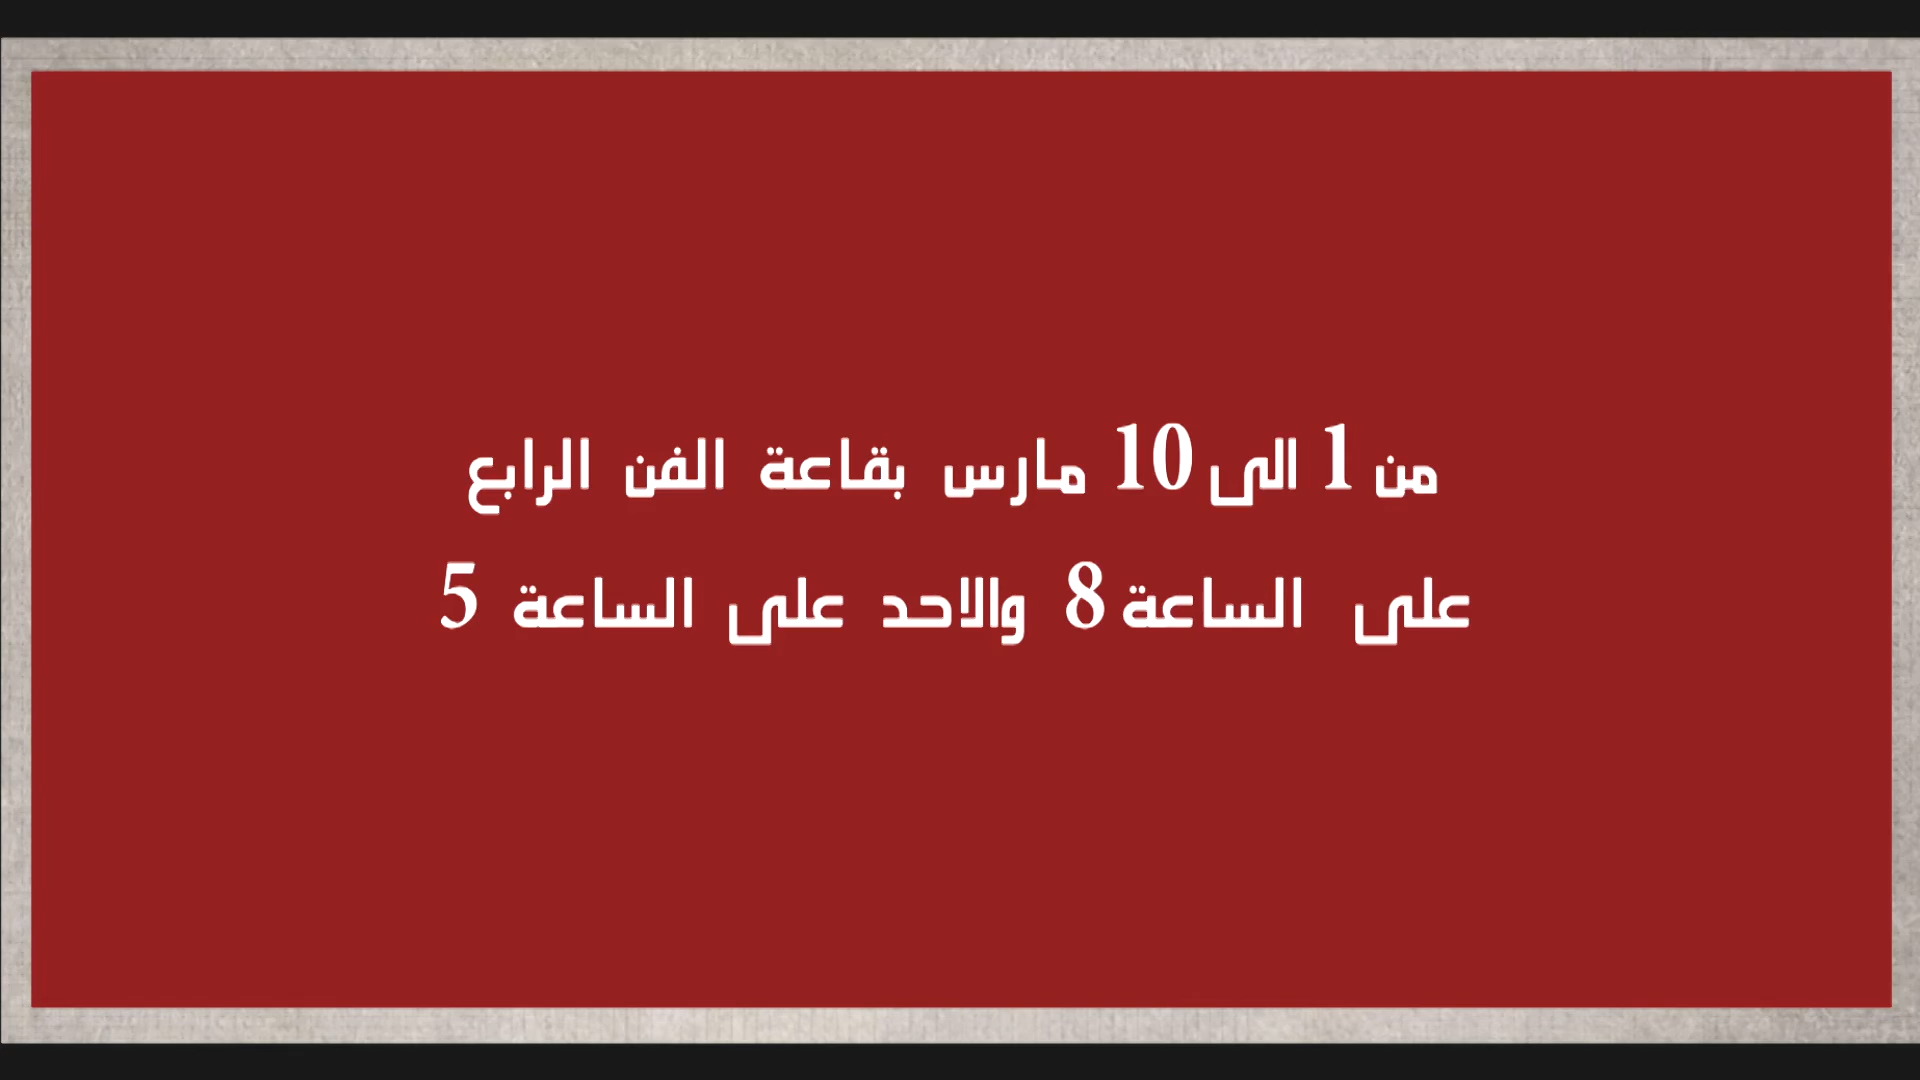 من 1 الى 10 مارس بقاعة الفن الرابع
على الساعة 8 والاحد على الساعة 5